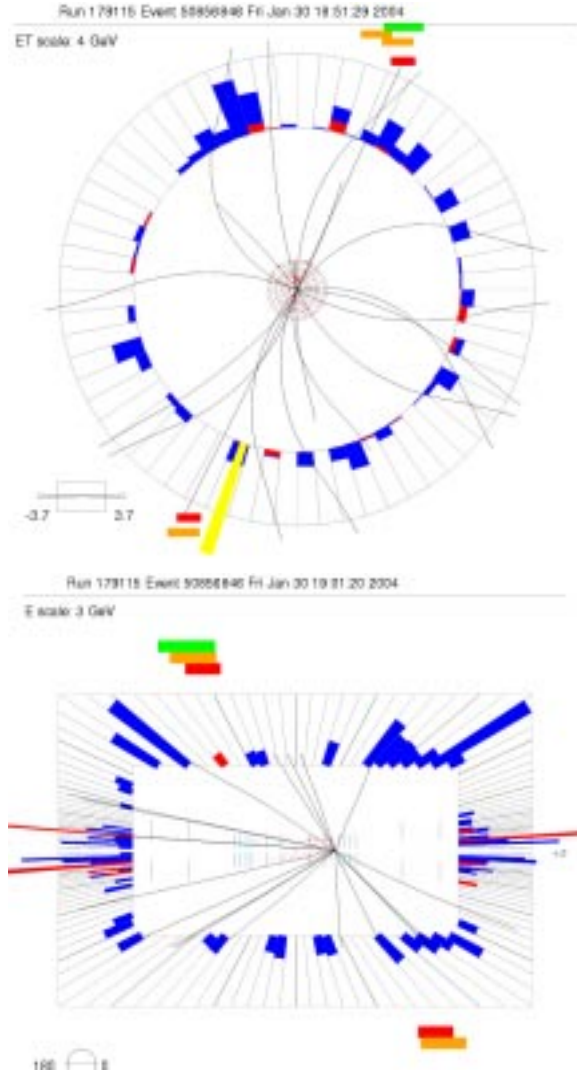 Run 179115 Event 50856846 Fri Jan 30 18:51:29 2004
ET scale: 4 GeV
-3.7 3.7
Run 179115 Event 50856846 Fri Jan 30 19:01:20 2004
E scale: 3 GeV
180 0